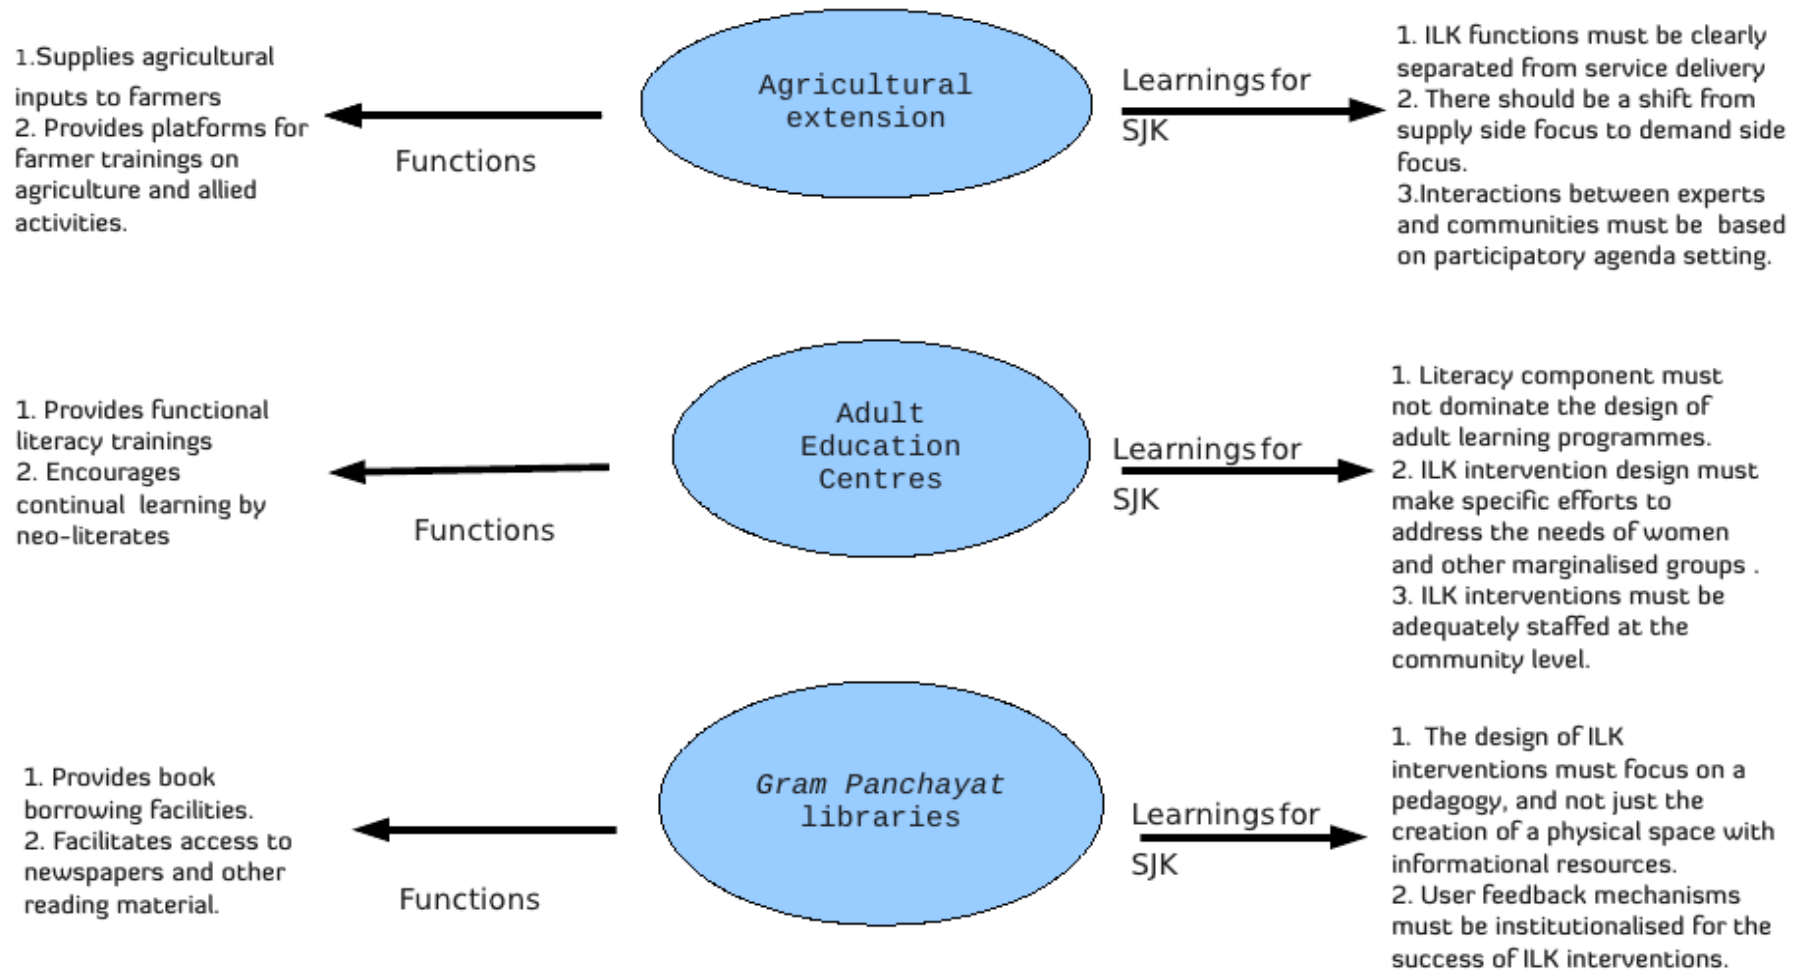 1.Supplies agricultural
inputs to farmers
2. Provides platforms for
farmer trainings on
agriculture and allied
activities.
Functions
Agricultural
extension
Learnings for
SJK
1. ILK functions must be clearly
separated from service delivery
2. There should be a shift from
supply side focus to demand side
focus.
3.Interactions between experts
and communities must be based
on participatory agenda setting.
1. Provides functional
literacy trainings
2. Encourages
continual learning by
neo-literates
Functions
Adult
Education
Centres
Learnings for
SJK
1. Literacy component must
not dominate the design of
adult learning programmes.
2. ILK intervention design must
make specific efforts to
address the needs of women
and other marginalised groups .
3. ILK interventions must be
adequately staffed at the
community level.
1. Provides book
borrowing facilities.
2. Facilitates access to
newspapers and other
reading material.
Functions
Gram Panchayat
libraries
Learnings for
SJK
1. The design of ILK
interventions must focus on a
pedagogy, and not just the
creation of a physical space with
informational resources.
2. User feedback mechanisms
must be institutionalised for the
success of ILK interventions.